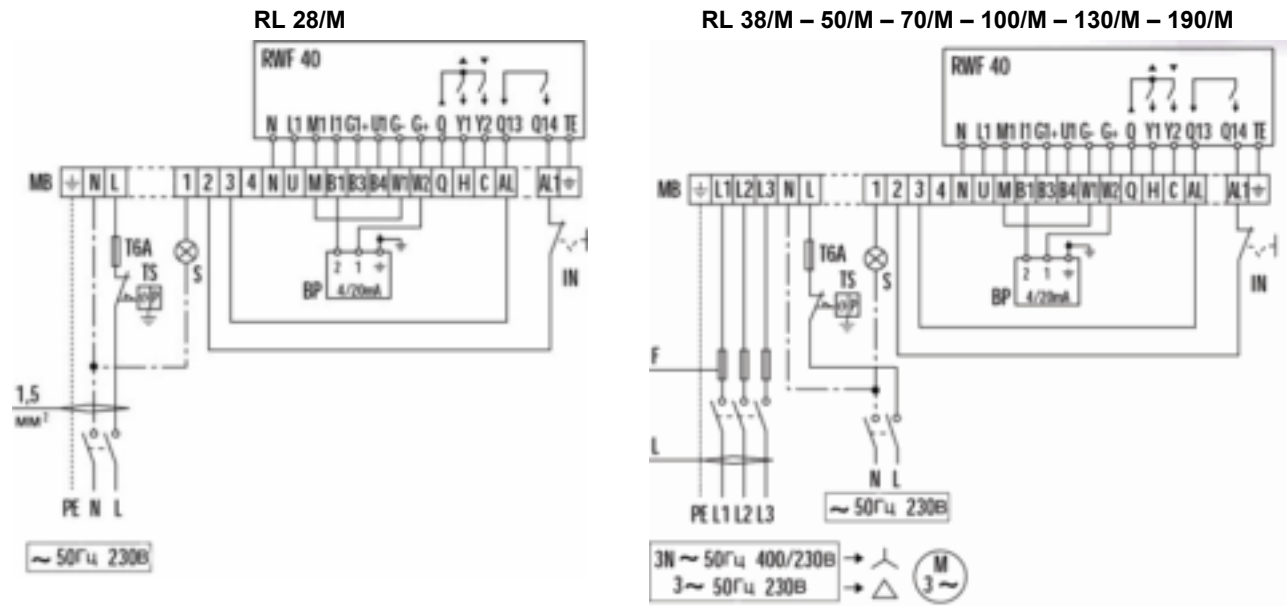 RL 28/M
RWF 40
N L1 M1 I1 G1+ U1 G- G+ Q Y1 Y2 Q13 Q14 TE
MB N L 1 2 3 4 N U M B1 B3 B4 W1 W2 Q H C AL AL1
T6A
TS
P
S
2 1
BP 4/20mA
IN
1,5
мм²
PE N L
~ 50Гц 230В
RL 38/M – 50/M – 70/M – 100/M – 130/M – 190/M
RWF 40
N L1 M1 I1 G1+ U1 G- G+ Q Y1 Y2 Q13 Q14 TE
MB L1 L2 L3 N L 1 2 3 4 N U M B1 B3 B4 W1 W2 Q H C AL AL1
T6A
TS
P
S
2 1
BP 4/20mA
IN
F
L
N L
~ 50Гц 230В
PE L1 L2 L3
3N ~ 50Гц 400/230В
3 ~ 50Гц 230В
M
3 ~